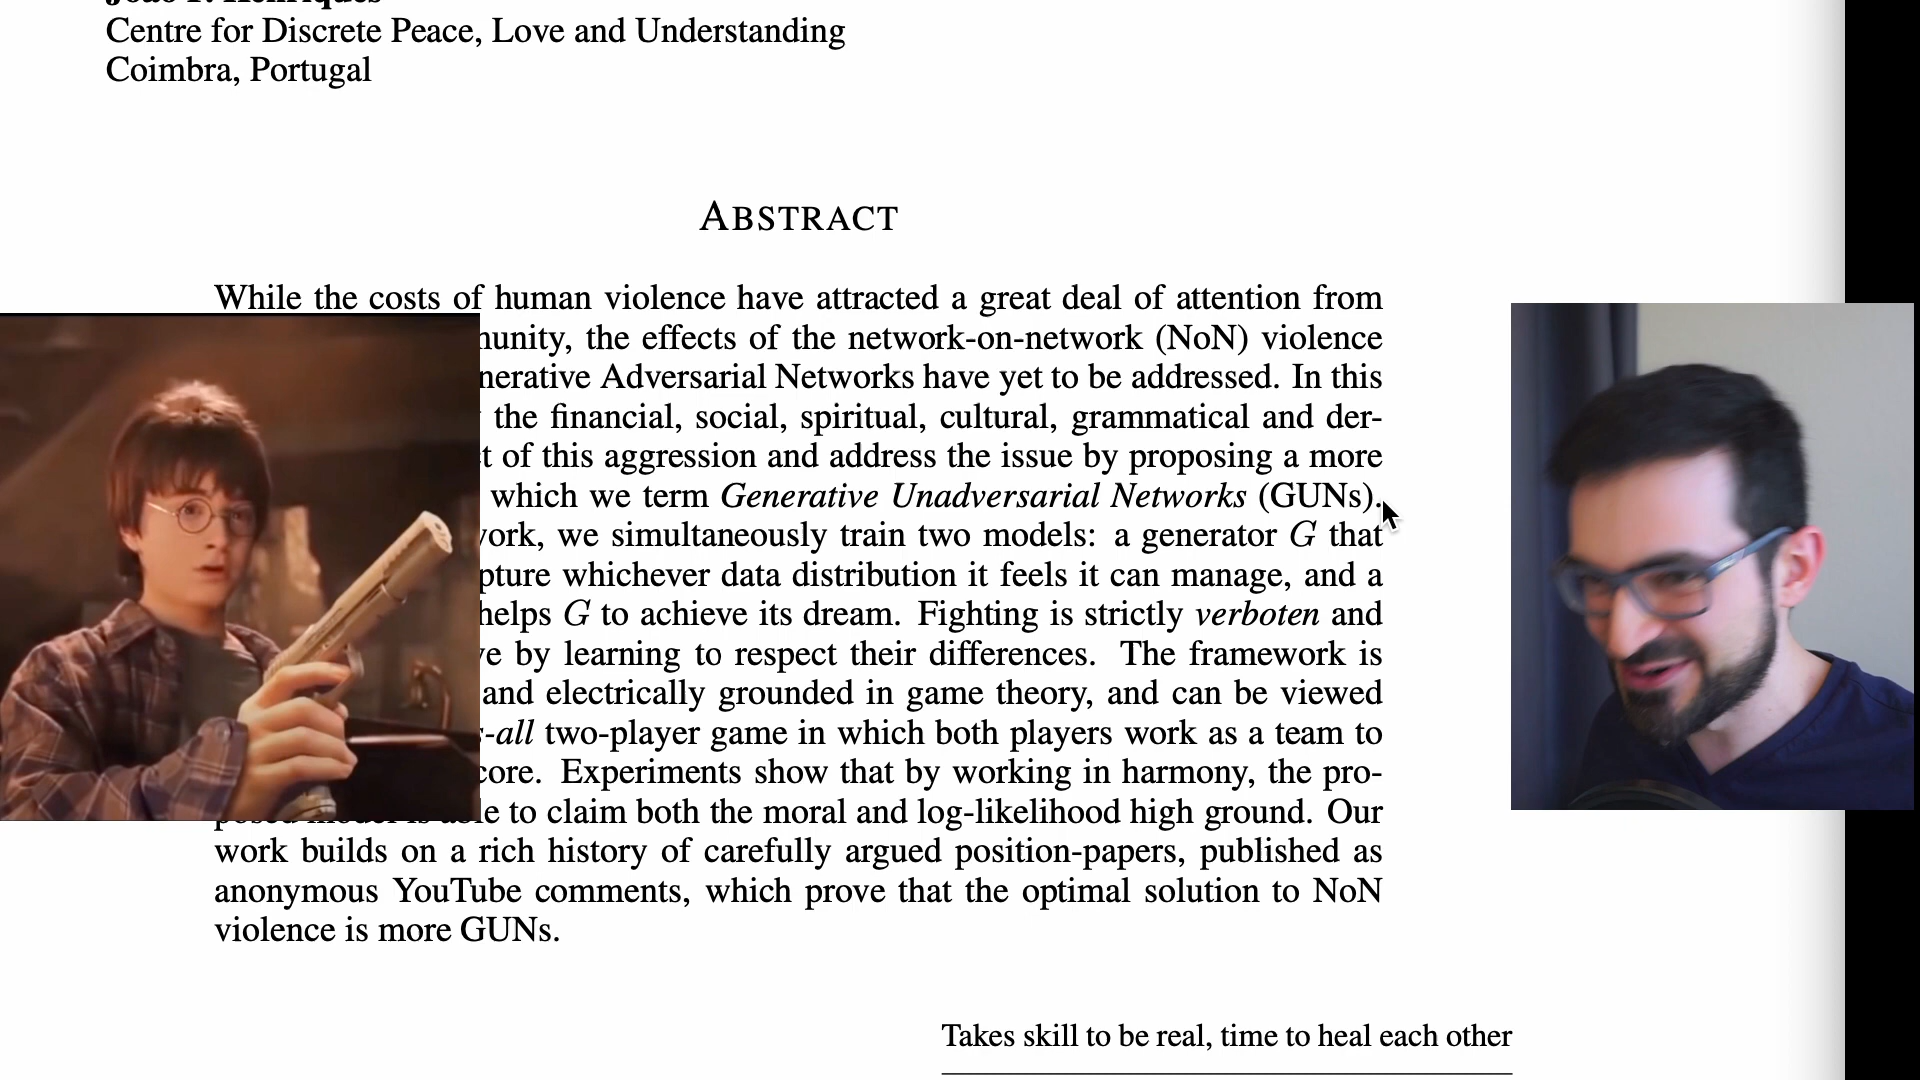 Centre for Discrete Peace, Love and Understanding
Coimbra, Portugal
ABSTRACT
While the costs of human violence have attracted a great deal of attention from
the effects of the network-on-network (NoN) violence
Adversarial Networks have yet to be addressed. In this
the financial, social, spiritual, cultural, grammatical and der-
of this aggression and address the issue by proposing a more
which we term Generative Unadversarial Networks (GUNs).
we simultaneously train two models: a generator G that
whichever data distribution it feels it can manage, and a
helps G to achieve its dream. Fighting is strictly verboten and
by learning to respect their differences. The framework is
and electrically grounded in game theory, and can be viewed
-all two-player game in which both players work as a team to
Experiments show that by working in harmony, the pro-
to claim both the moral and log-likelihood high ground. Our
work builds on a rich history of carefully argued position-papers, published as
anonymous YouTube comments, which prove that the optimal solution to NoN
violence is more GUNs.
Takes skill to be real, time to heal each other